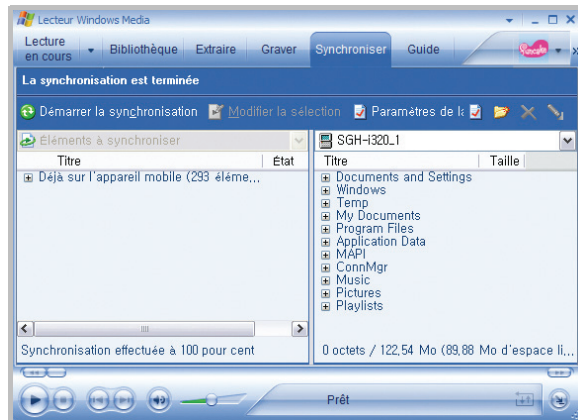 Lecteur Windows Media
Lecture en cours
Bibliothèque
Extraire
Graver
Synchroniser
Guide
La synchronisation est terminée
Démarrer la synchronisation
Modifier la sélection
Paramètres de la
Éléments à synchroniser
SGH-i320_1
Titre
État
Titre
Taille
Déjà sur l'appareil mobile (293 éléme...
Documents and Settings
Windows
Temp
My Documents
Program Files
Application Data
MAPI
ConnMgr
Music
Pictures
Playlists
Synchronisation effectuée à 100 pour cent
0 octets / 122,54 Mo (89,88 Mo d'espace li...
Prêt